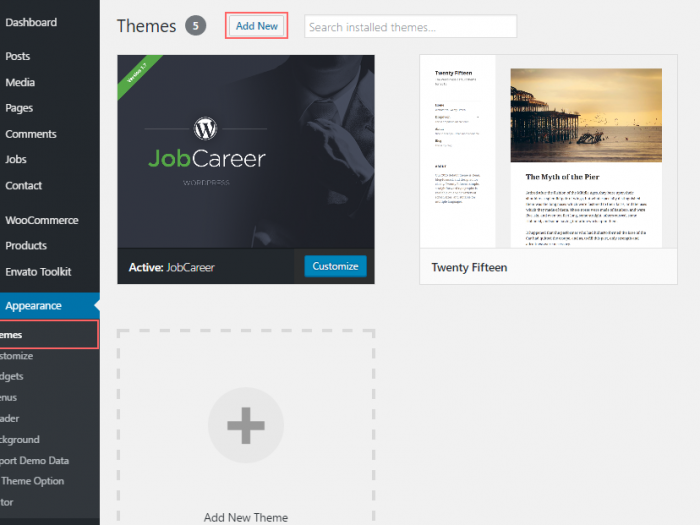 Dashboard
Posts
Media
Pages
Comments
Jobs
Contact
WooCommerce
Products
Envato Toolkit
Appearance
emes
stomize
dgets
enus
ader
ckground
port Demo Data
Theme Option
tor
Themes 5 Add New Search installed themes...
Version 1.7
JobCareer
WORDPRESS
Active: JobCareer Customize
Twenty Fifteen
The Myth of the Pier
Twenty Fifteen
Add New Theme